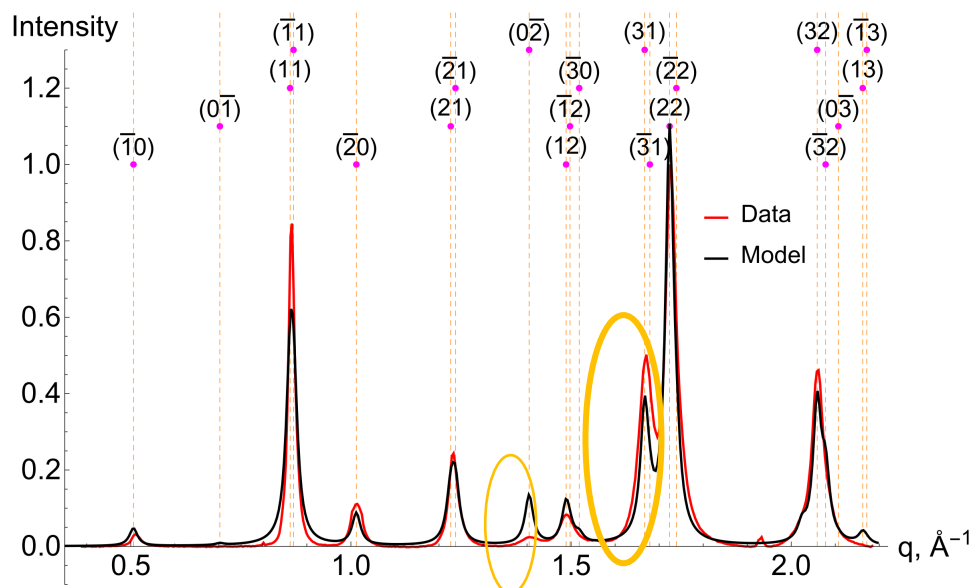 Intensity
(1̅1) (02̅) (31) (32) (1̅3)
(11) (2̅1) (3̅0) (2̅2) (13)
1.2
(01̅) (21) (1̅2) (22) (03̅)
(1̅0) (2̅0) (12) (3̅1) (3̅2)
1.0
Data
0.8
Model
0.6
0.4
0.2
0.0
0.5 1.0 1.5 2.0 q, Å⁻¹